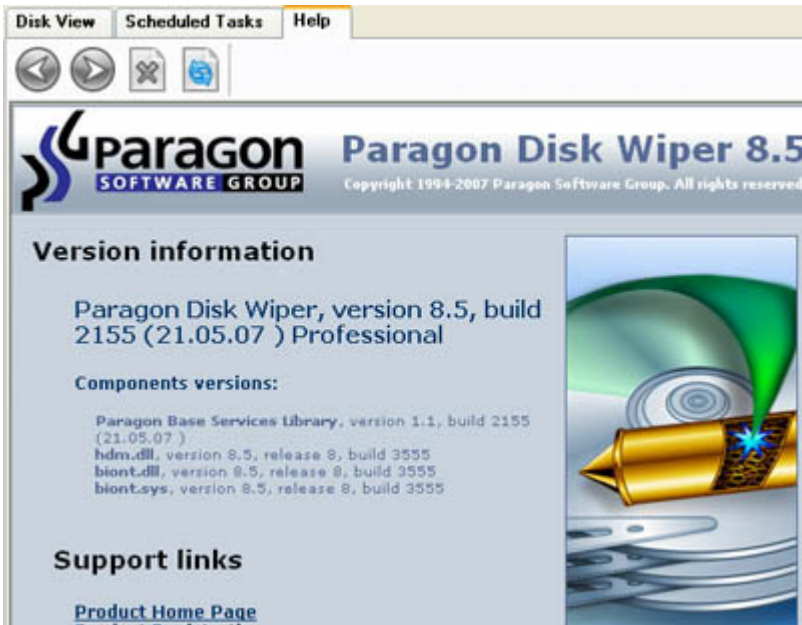 Disk View Scheduled Tasks Help
Paragon
SOFTWARE GROUP
Paragon Disk Wiper 8.5
Copyright 1994-2007 Paragon Software Group. All rights reserved
Version information
Paragon Disk Wiper, version 8.5, build
2155 (21.05.07 ) Professional
Components versions:
Paragon Base Services Library, version 1.1, build 2155
(21.05.07 )
hdm.dll, version 8.5, release 8, build 3555
biont.dll, version 8.5, release 8, build 3555
biont.sys, version 8.5, release 8, build 3555
Support links
Product Home Page